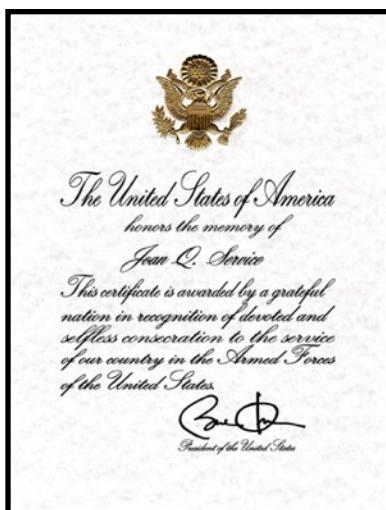 The United States of America
honors the memory of
Joan Q. Service
This certificate is awarded by a grateful
nation in recognition of devoted and
selfless consecration to the service
of our country in the Armed Forces
of the United States.
President of the United States